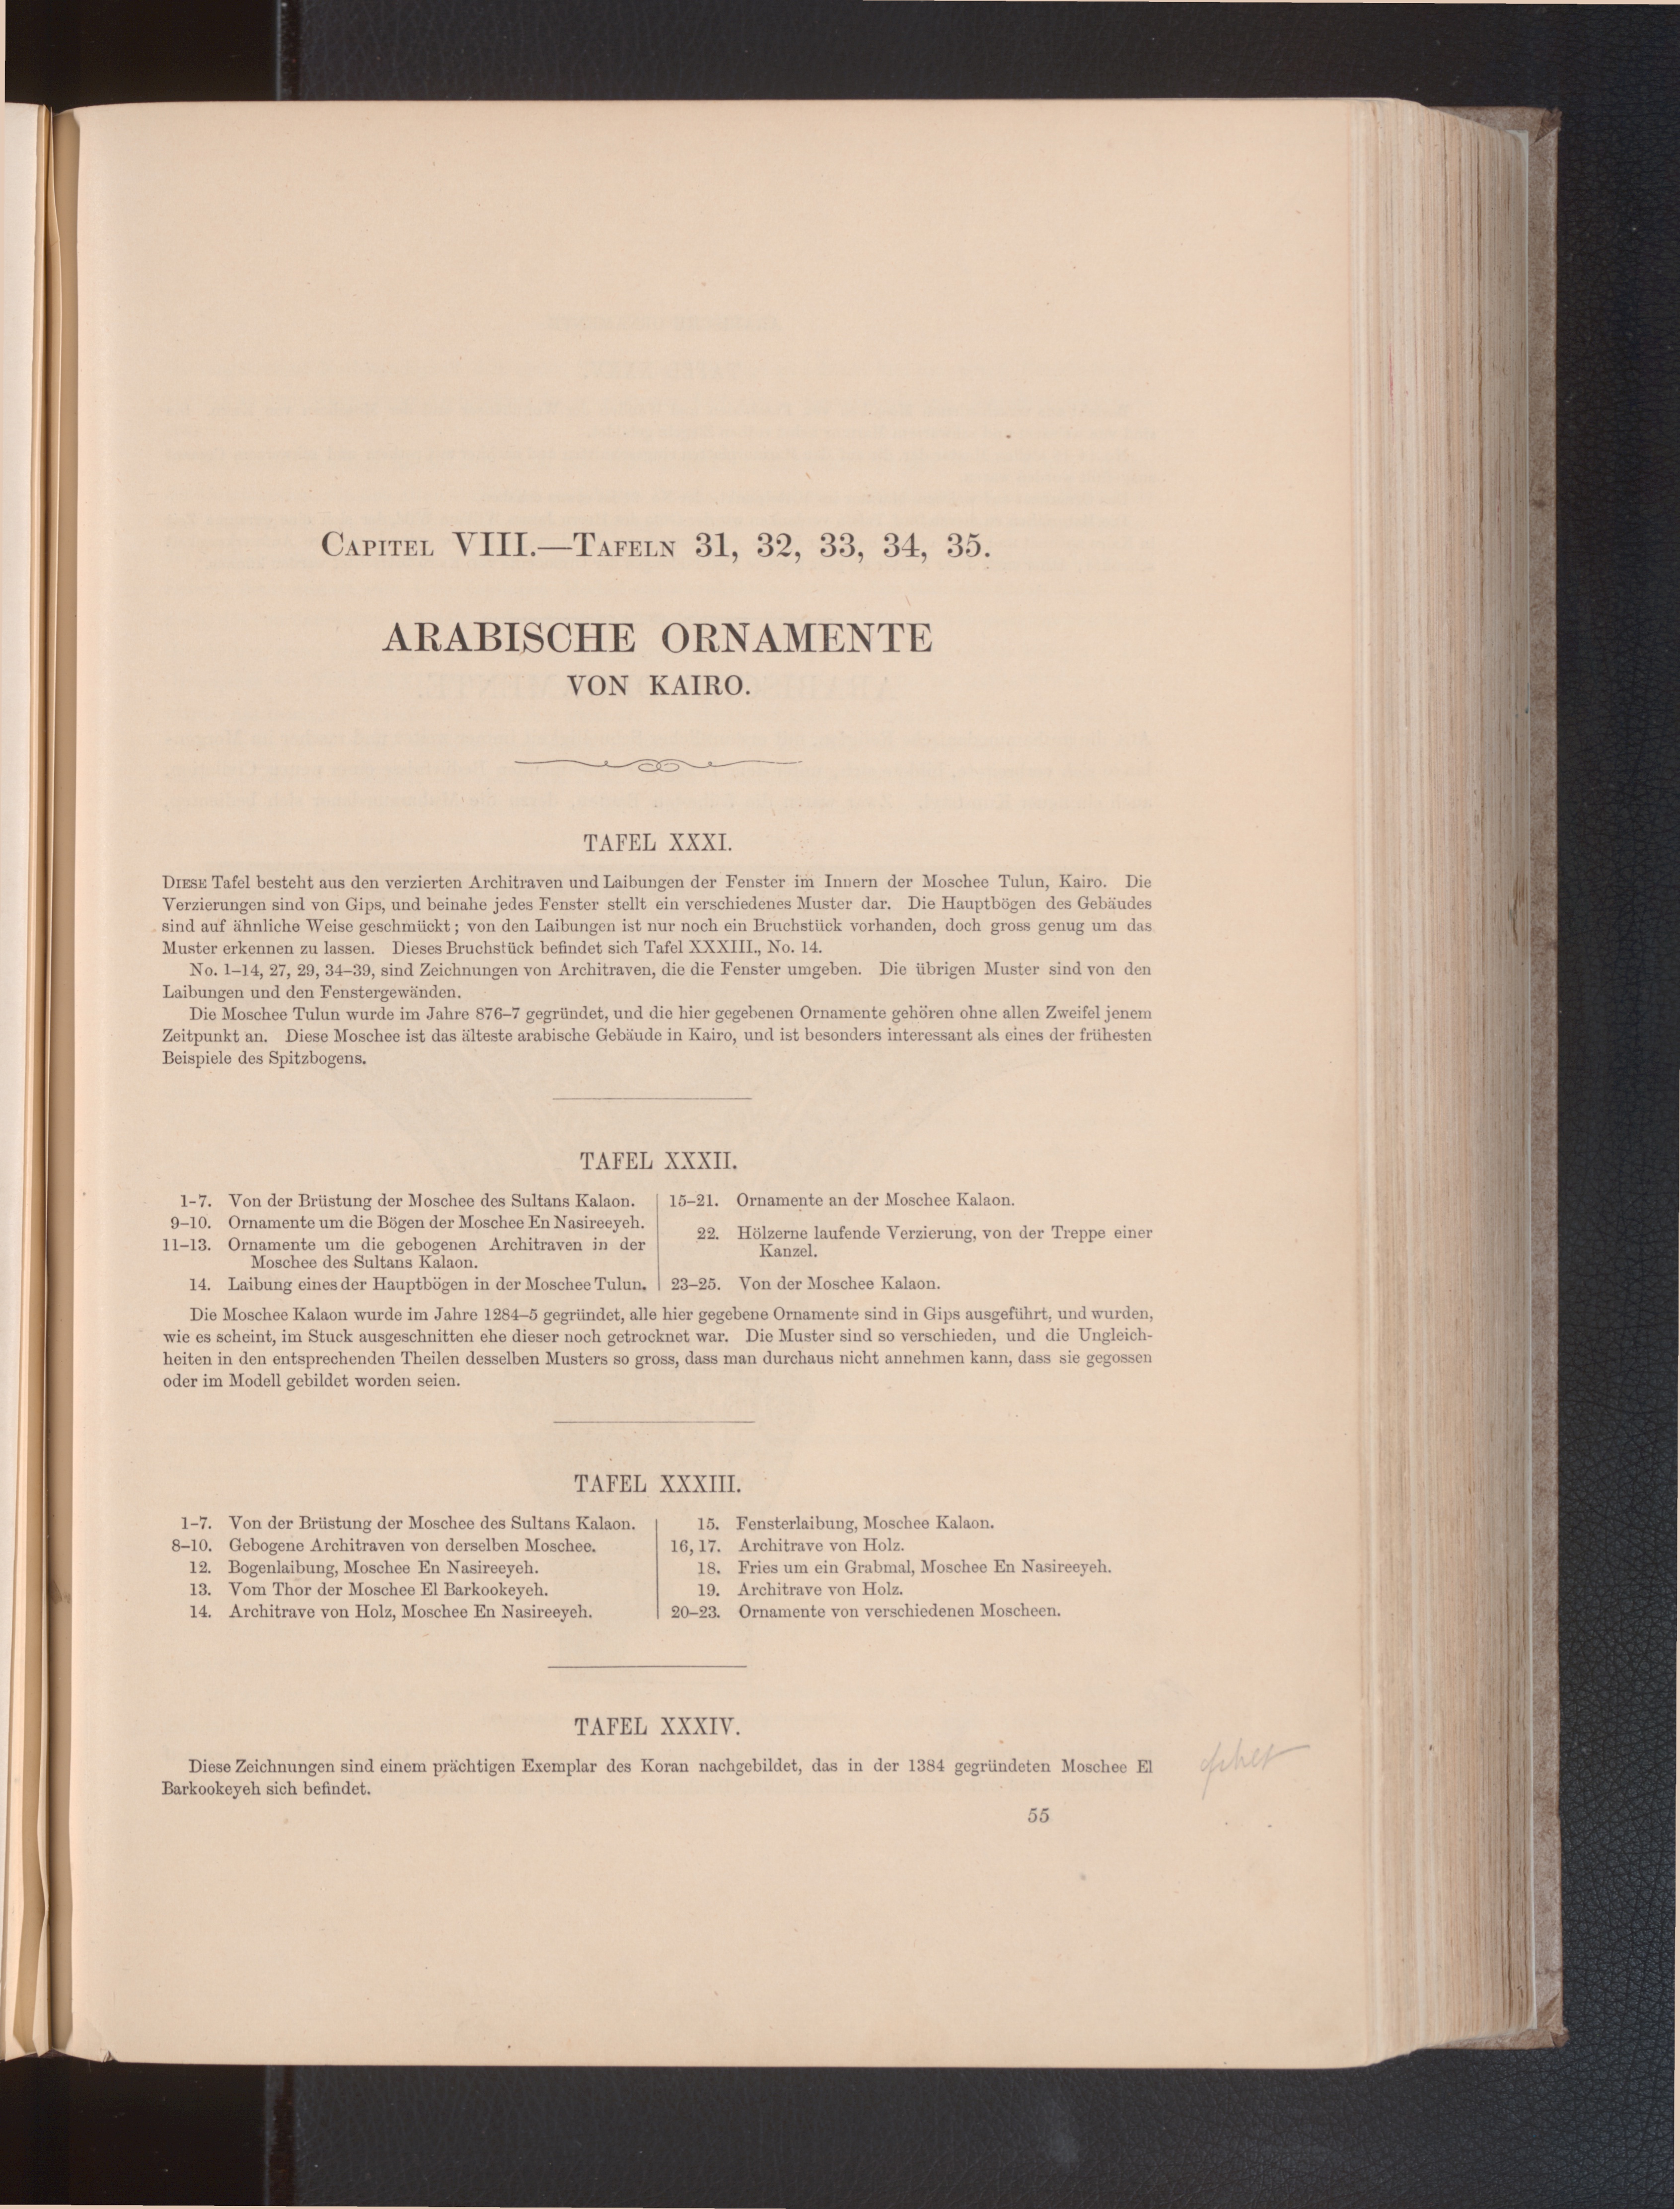 CAPITEL VIII.—TAFELN 31, 32, 33, 34, 35.
ARABISCHE ORNAMENTE
VON KAIRO.
TAFEL XXXI.
DIESE Tafel besteht aus den verzierten Architraven und Laibungen der Fenster im Innern der Moschee Tulun, Kairo. Die
Verzierungen sind von Gips, und beinahe jedes Fenster stellt ein verschiedenes Muster dar. Die Hauptbögen des Gebäudes
sind auf ähnliche Weise geschmückt; von den Laibungen ist nur noch ein Bruchstück vorhanden, doch gross genug um das
Muster erkennen zu lassen. Dieses Bruchstück befindet sich Tafel XXXIII., No. 14.
No. 1–14, 27, 29, 34–39, sind Zeichnungen von Architraven, die die Fenster umgeben. Die übrigen Muster sind von den
Laibungen und den Fenstergewänden.
Die Moschee Tulun wurde im Jahre 876–7 gegründet, und die hier gegebenen Ornamente gehören ohne allen Zweifel jenem
Zeitpunkt an. Diese Moschee ist das älteste arabische Gebäude in Kairo, und ist besonders interessant als eines der frühesten
Beispiele des Spitzbogens.
TAFEL XXXII.
1-7. Von der Brüstung der Moschee des Sultans Kalaon.
9–10. Ornamente um die Bögen der Moschee En Nasireeyeh.
11–13. Ornamente um die gebogenen Architraven in der
Moschee des Sultans Kalaon.
14. Laibung eines der Hauptbögen in der Moschee Tulun.
15–21. Ornamente an der Moschee Kalaon.
22. Hölzerne laufende Verzierung, von der Treppe einer
Kanzel.
23–25. Von der Moschee Kalaon.
Die Moschee Kalaon wurde im Jahre 1284–5 gegründet, alle hier gegebene Ornamente sind in Gips ausgeführt, und wurden,
wie es scheint, im Stuck ausgeschnitten ehe dieser noch getrocknet war. Die Muster sind so verschieden, und die Ungleich-
heiten in den entsprechenden Theilen desselben Musters so gross, dass man durchaus nicht annehmen kann, dass sie gegossen
oder im Modell gebildet worden seien.
TAFEL XXXIII.
1-7. Von der Brüstung der Moschee des Sultans Kalaon.
8–10. Gebogene Architraven von derselben Moschee.
12. Bogenlaibung, Moschee En Nasireeyeh.
13. Vom Thor der Moschee El Barkookeyeh.
14. Architrave von Holz, Moschee En Nasireeyeh.
15. Fensterlaibung, Moschee Kalaon.
16, 17. Architrave von Holz.
18. Fries um ein Grabmal, Moschee En Nasireeyeh.
19. Architrave von Holz.
20–23. Ornamente von verschiedenen Moscheen.
TAFEL XXXIV.
Diese Zeichnungen sind einem prächtigen Exemplar des Koran nachgebildet, das in der 1384 gegründeten Moschee El
Barkookeyeh sich befindet.
55